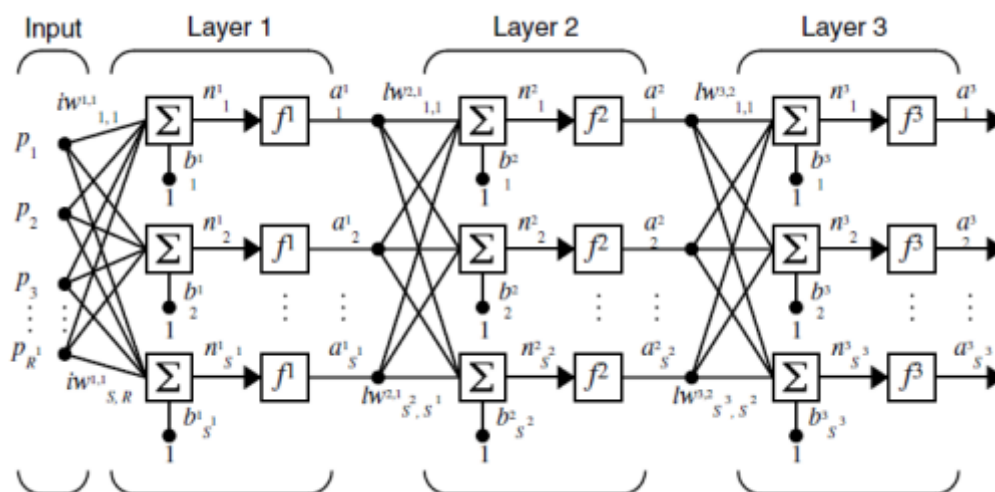 Input Layer 1 Layer 2 Layer 3
iw¹,¹ 1,1 n¹ 1 a¹ 1 lw²,¹ 1,1 n² 1 a² 1 lw³,² 1,1 n³ 1 a³ 1
Σ f¹ Σ f² Σ f³
p 1
b¹ 1 b² 1 b³ 1
1 1 1
p 2
n¹ 2 a¹ 2 n² 2 a² 2 n³ 2 a³ 2
Σ f¹ Σ f² Σ f³
p 3
b¹ 2 b² 2 b³ 2
1 1 1
p R¹
n¹ s¹ a¹ s¹ n² s² a² s² n³ s³ a³ s³
Σ f¹ Σ f² Σ f³
iw¹,¹ S, R lw²,¹ s², s¹ lw³,² s³, s²
b¹ s¹ b² s² b³ s³
1 1 1